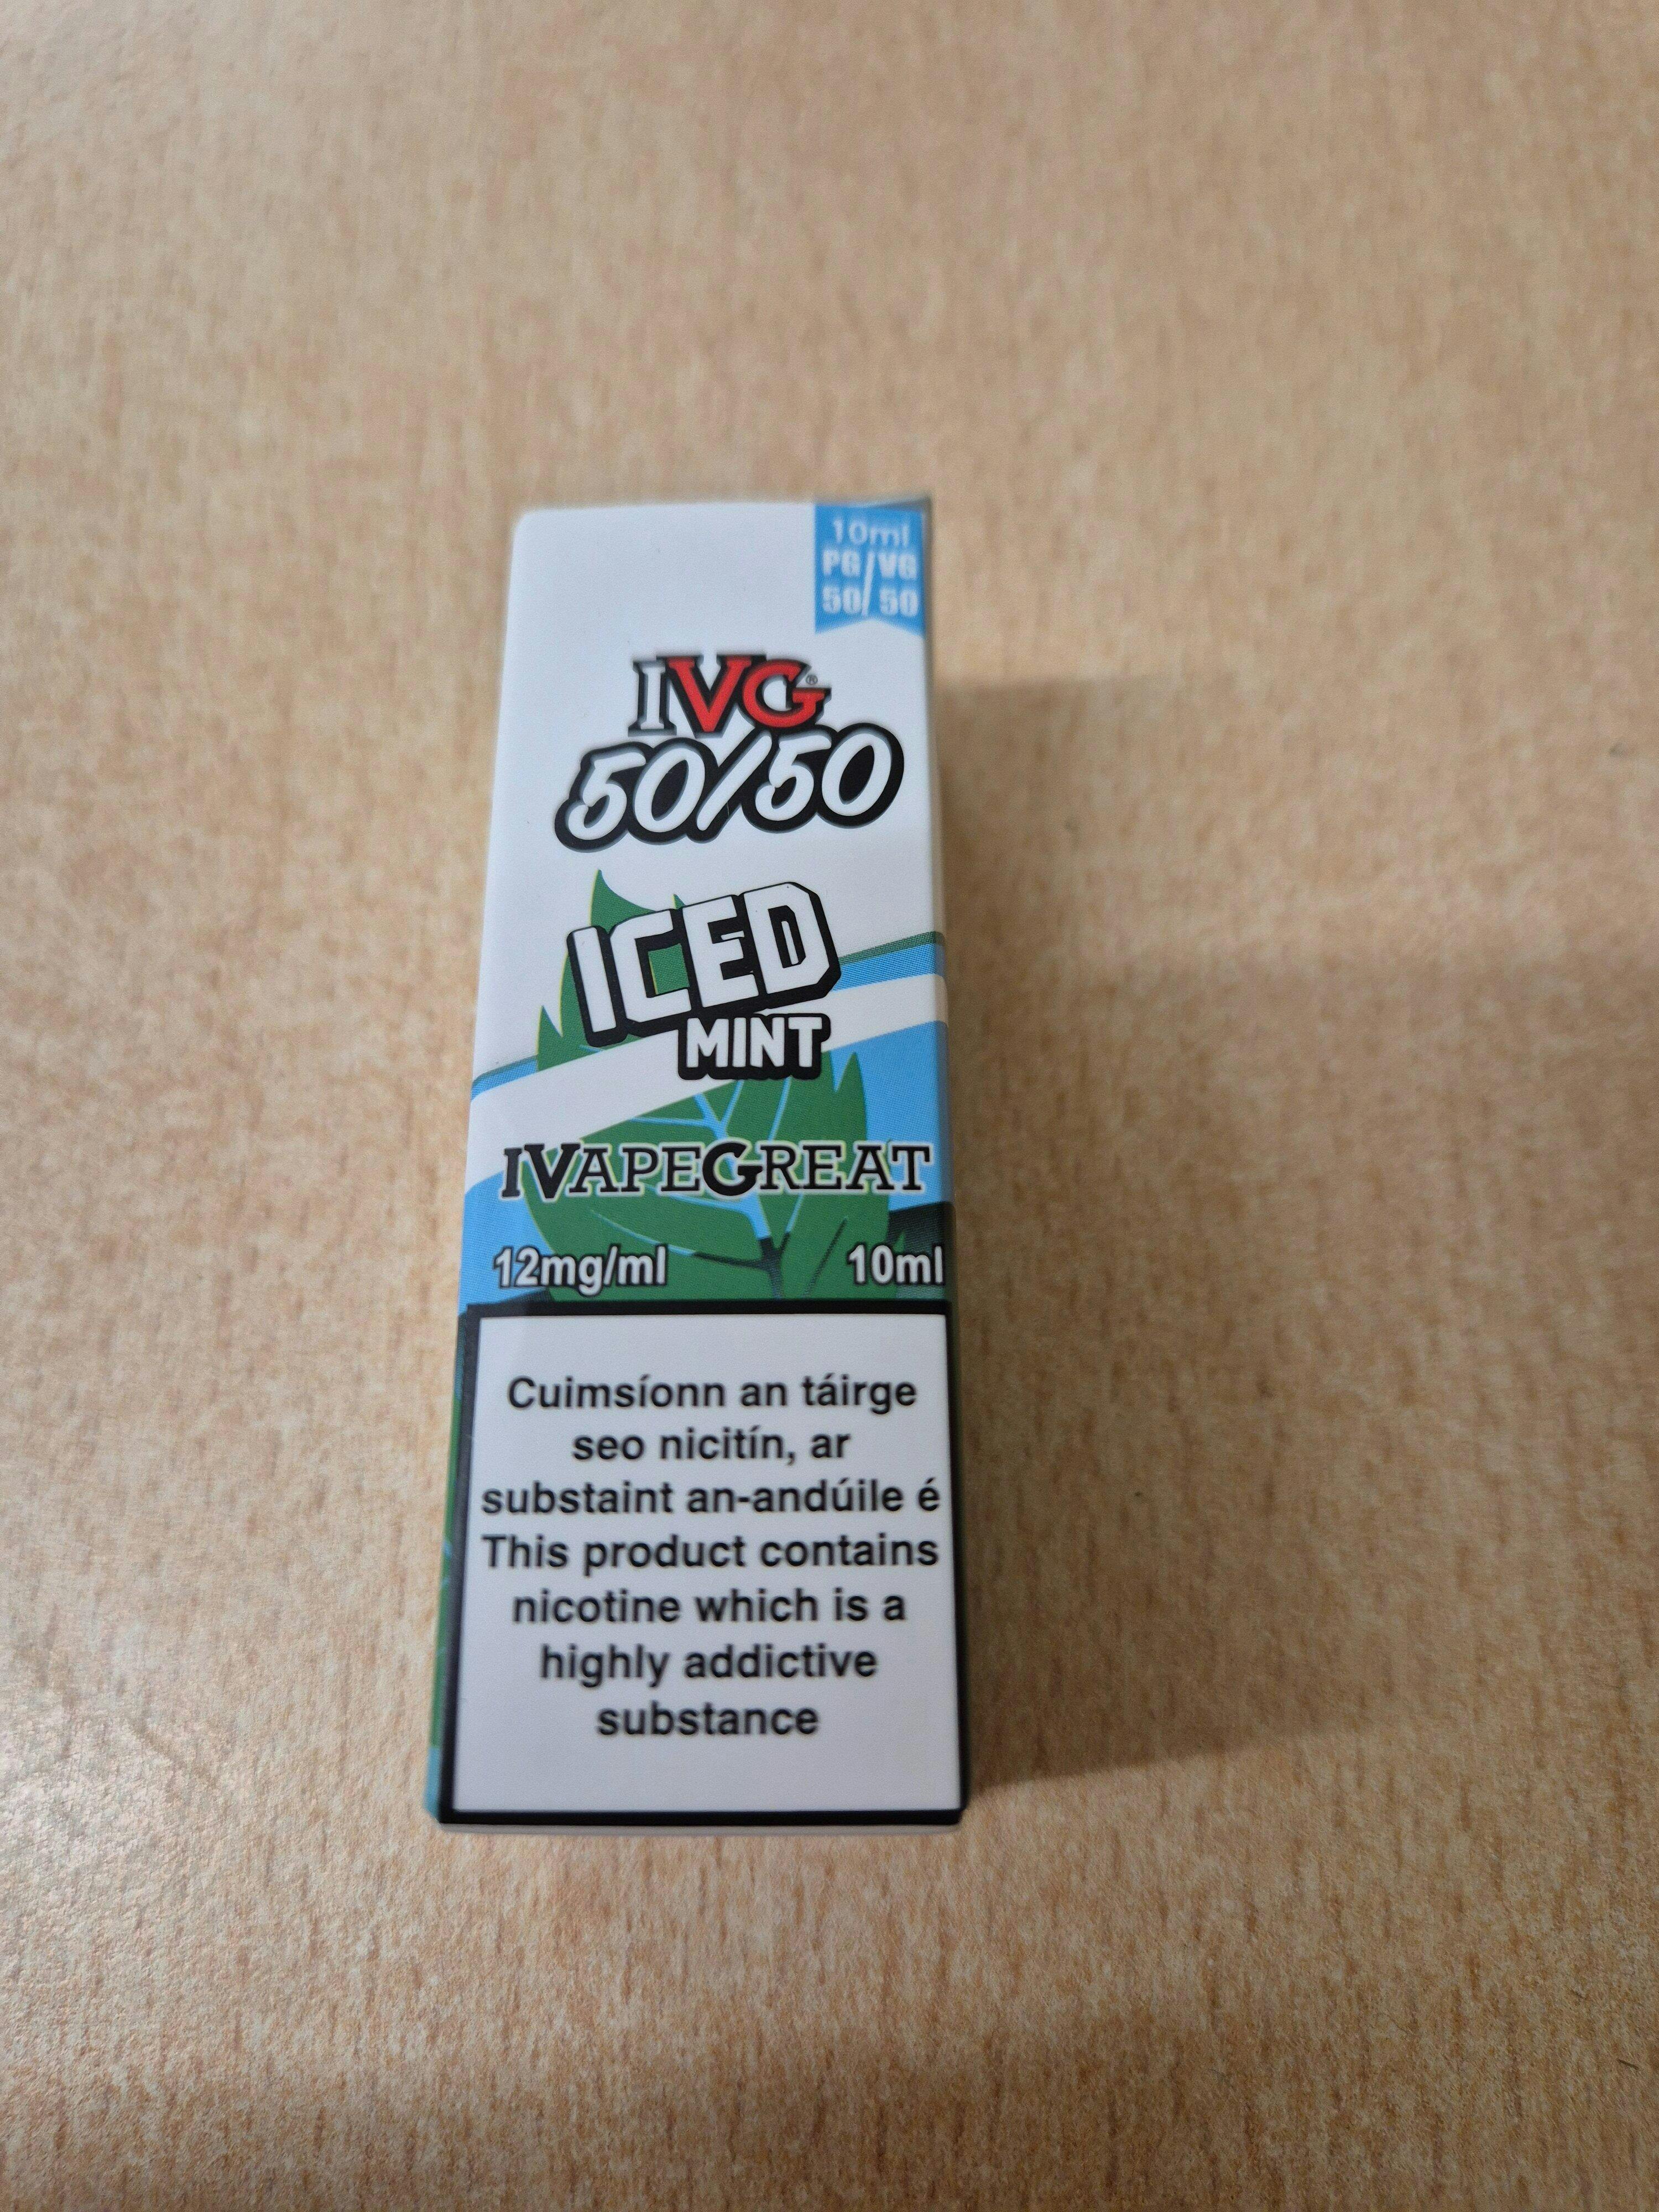 10ml
PG/VG
50/50
IVG®
50/50
ICED
MINT
IVAPEGREAT
12mg/ml 10ml
Cuimsíonn an táirge
seo nicitín, ar
substaint an-andúile é
This product contains
nicotine which is a
highly addictive
substance